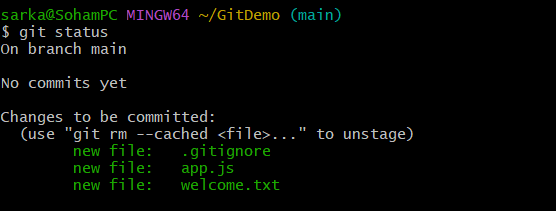 sarka@SohamPC MINGW64 ~/GitDemo (main)
$ git status
On branch main
No commits yet
Changes to be committed:
(use "git rm --cached <file>..." to unstage)
new file: .gitignore
new file: app.js
new file: welcome.txt